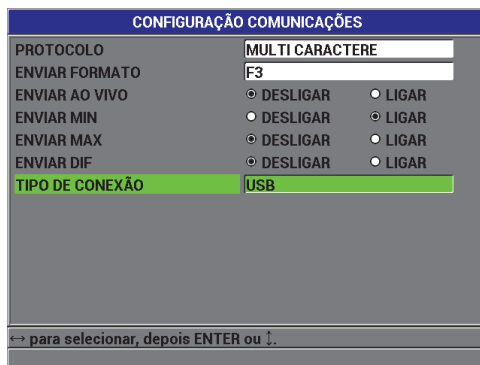 CONFIGURAÇÃO COMUNICAÇÕES
PROTOCOLO MULTI CARACTERE
ENVIAR FORMATO F3
ENVIAR AO VIVO DESLIGAR LIGAR
ENVIAR MIN DESLIGAR LIGAR
ENVIAR MAX DESLIGAR LIGAR
ENVIAR DIF DESLIGAR LIGAR
TIPO DE CONEXÃO USB
↔ para selecionar, depois ENTER ou ↕.